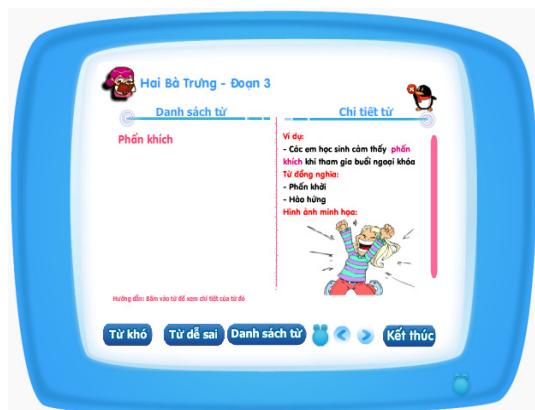 Hai Bà Trưng - Đoạn 3
Danh sách từ
Chi tiết từ
Phấn khích
Ví dụ:
- Các em học sinh cảm thấy phấn
khích khi tham gia buổi ngoại khóa
Từ đồng nghĩa:
- Phấn khởi
- Hào hứng
Hình ảnh minh họa:
Hướng dẫn: Bấm vào từ để xem chi tiết của từ đó
Từ khó
Từ dễ sai
Danh sách từ
Kết thúc